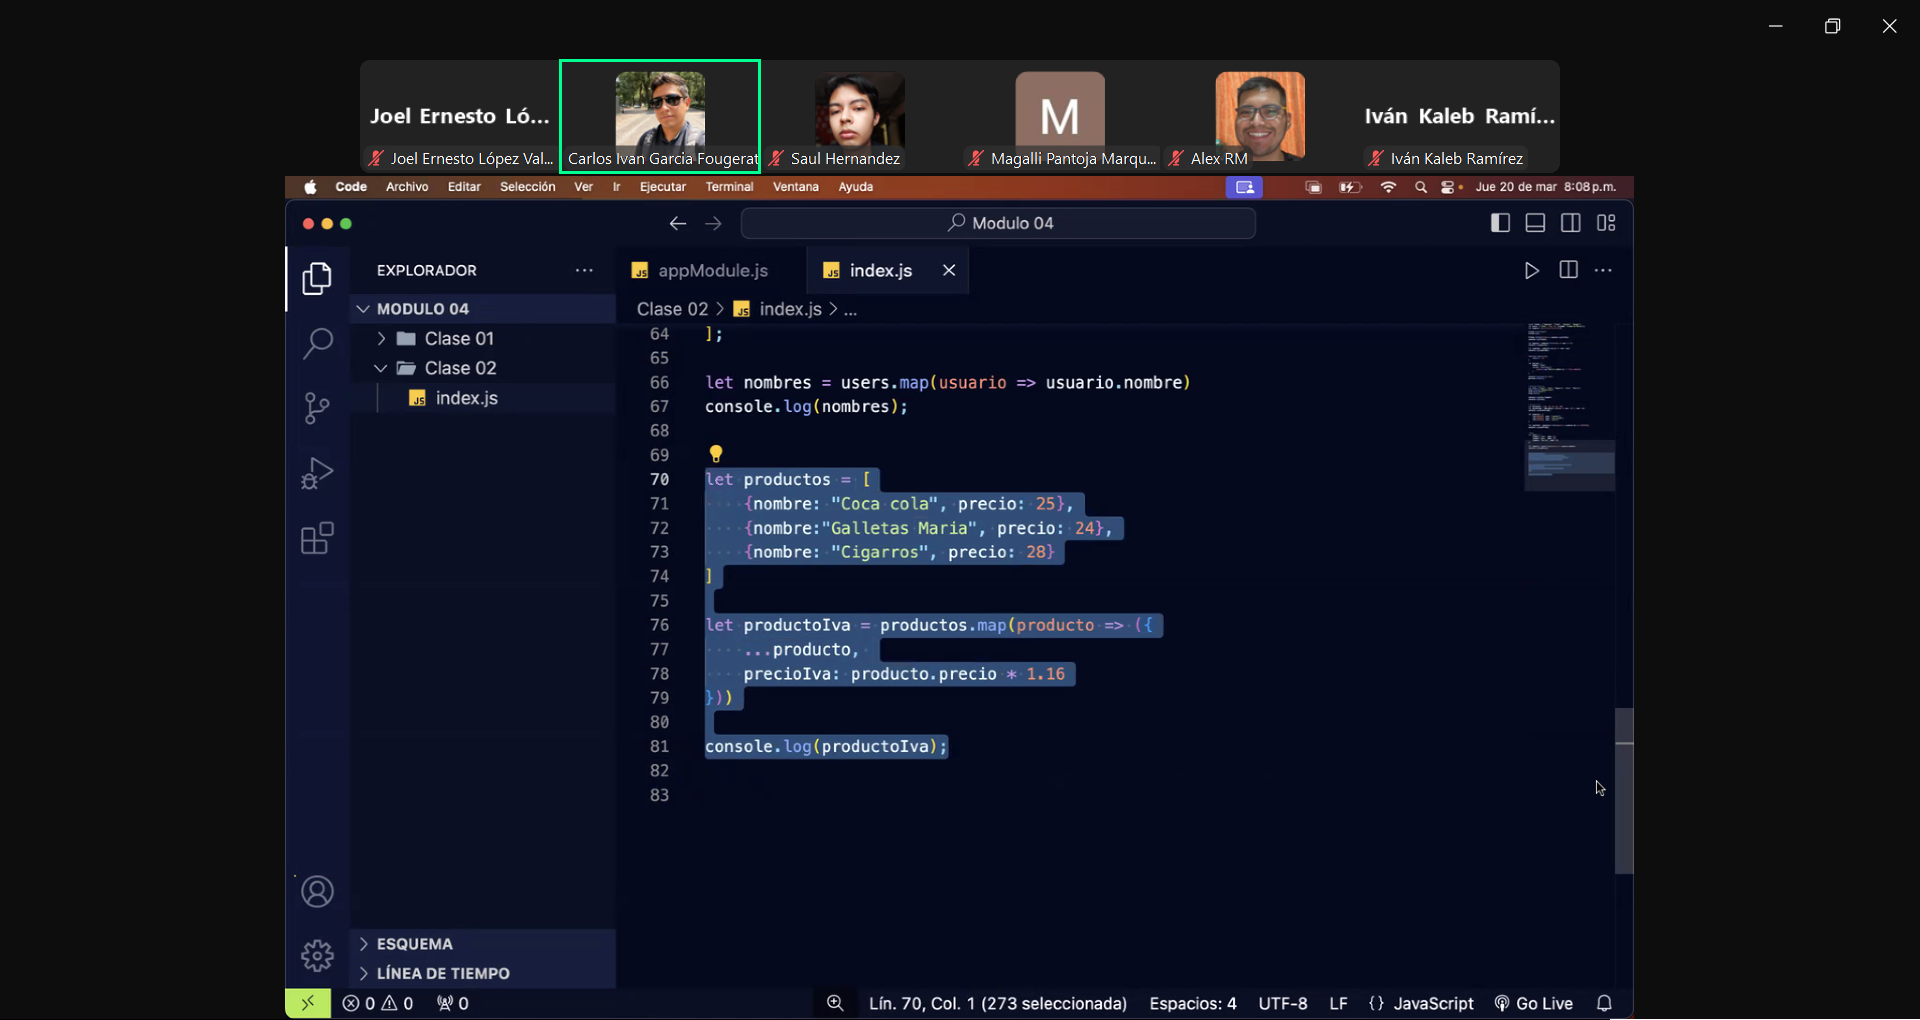 Joel Ernesto Ló...
Joel Ernesto López Val...
Carlos Ivan Garcia Fougerat
Saul Hernandez
M
Magalli Pantoja Marqu...
Alex RM
Iván Kaleb Ramí...
Iván Kaleb Ramírez
Code Archivo Editar Selección Ver Ir Ejecutar Terminal Ventana Ayuda
Jue 20 de mar 8:08 p.m.
Modulo 04
EXPLORADOR ...
MODULO 04
Clase 01
Clase 02
JS index.js
ESQUEMA
LÍNEA DE TIEMPO
JS appModule.js
JS index.js
Clase 02 > JS index.js > ...
64 ];
65
66 let nombres = users.map(usuario => usuario.nombre)
67 console.log(nombres);
68
69
70 let productos = [
71 {nombre: "Coca cola", precio: 25},
72 {nombre:"Galletas Maria", precio: 24},
73 {nombre: "Cigarros", precio: 28}
74 ]
75
76 let productoIva = productos.map(producto => ({
77 ...producto,
78 precioIva: producto.precio * 1.16
79 }))
80
81 console.log(productoIva);
82
83
0 0 0
Lín. 70, Col. 1 (273 seleccionada) Espacios: 4 UTF-8 LF {} JavaScript Go Live